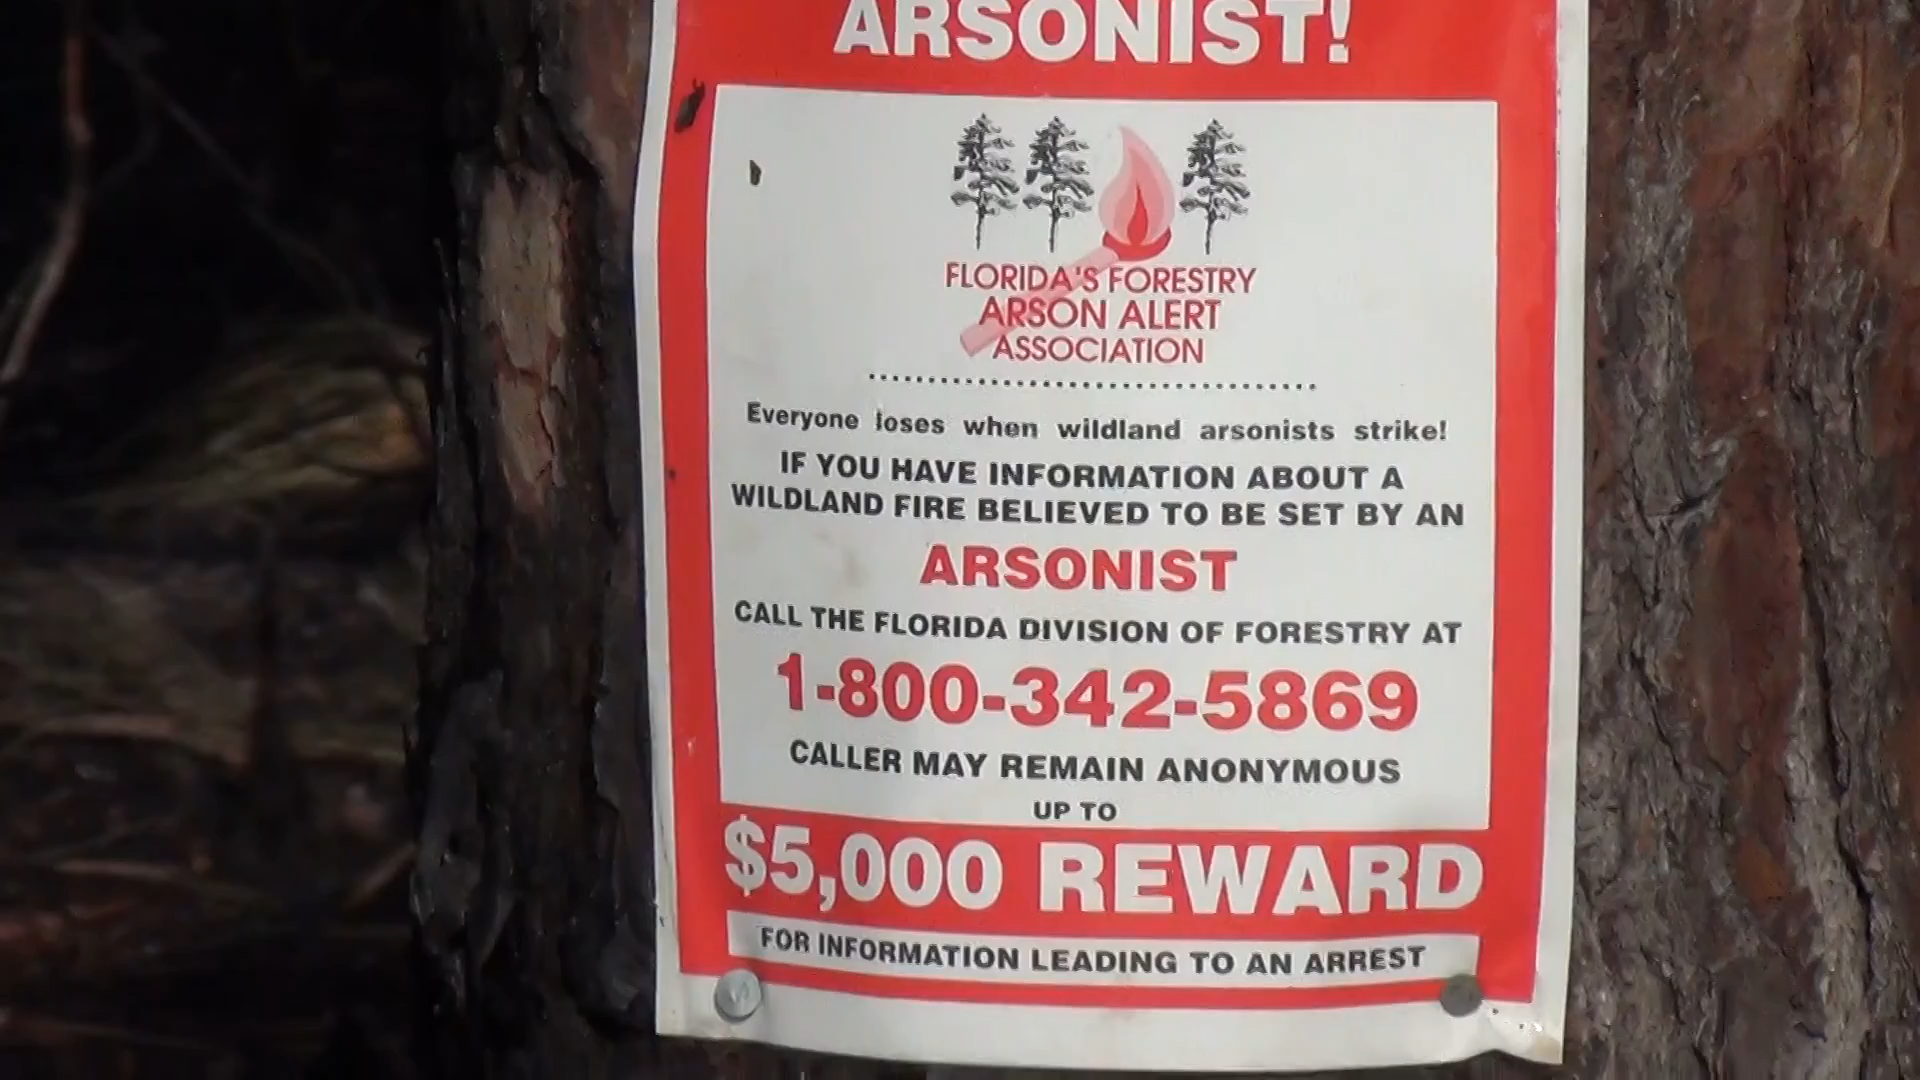 ARSONIST!
FLORIDA'S FORESTRY
ARSON ALERT
ASSOCIATION
Everyone loses when wildland arsonists strike!
IF YOU HAVE INFORMATION ABOUT A
WILDLAND FIRE BELIEVED TO BE SET BY AN
ARSONIST
CALL THE FLORIDA DIVISION OF FORESTRY AT
1-800-342-5869
CALLER MAY REMAIN ANONYMOUS
UP TO
$5,000 REWARD
FOR INFORMATION LEADING TO AN ARREST